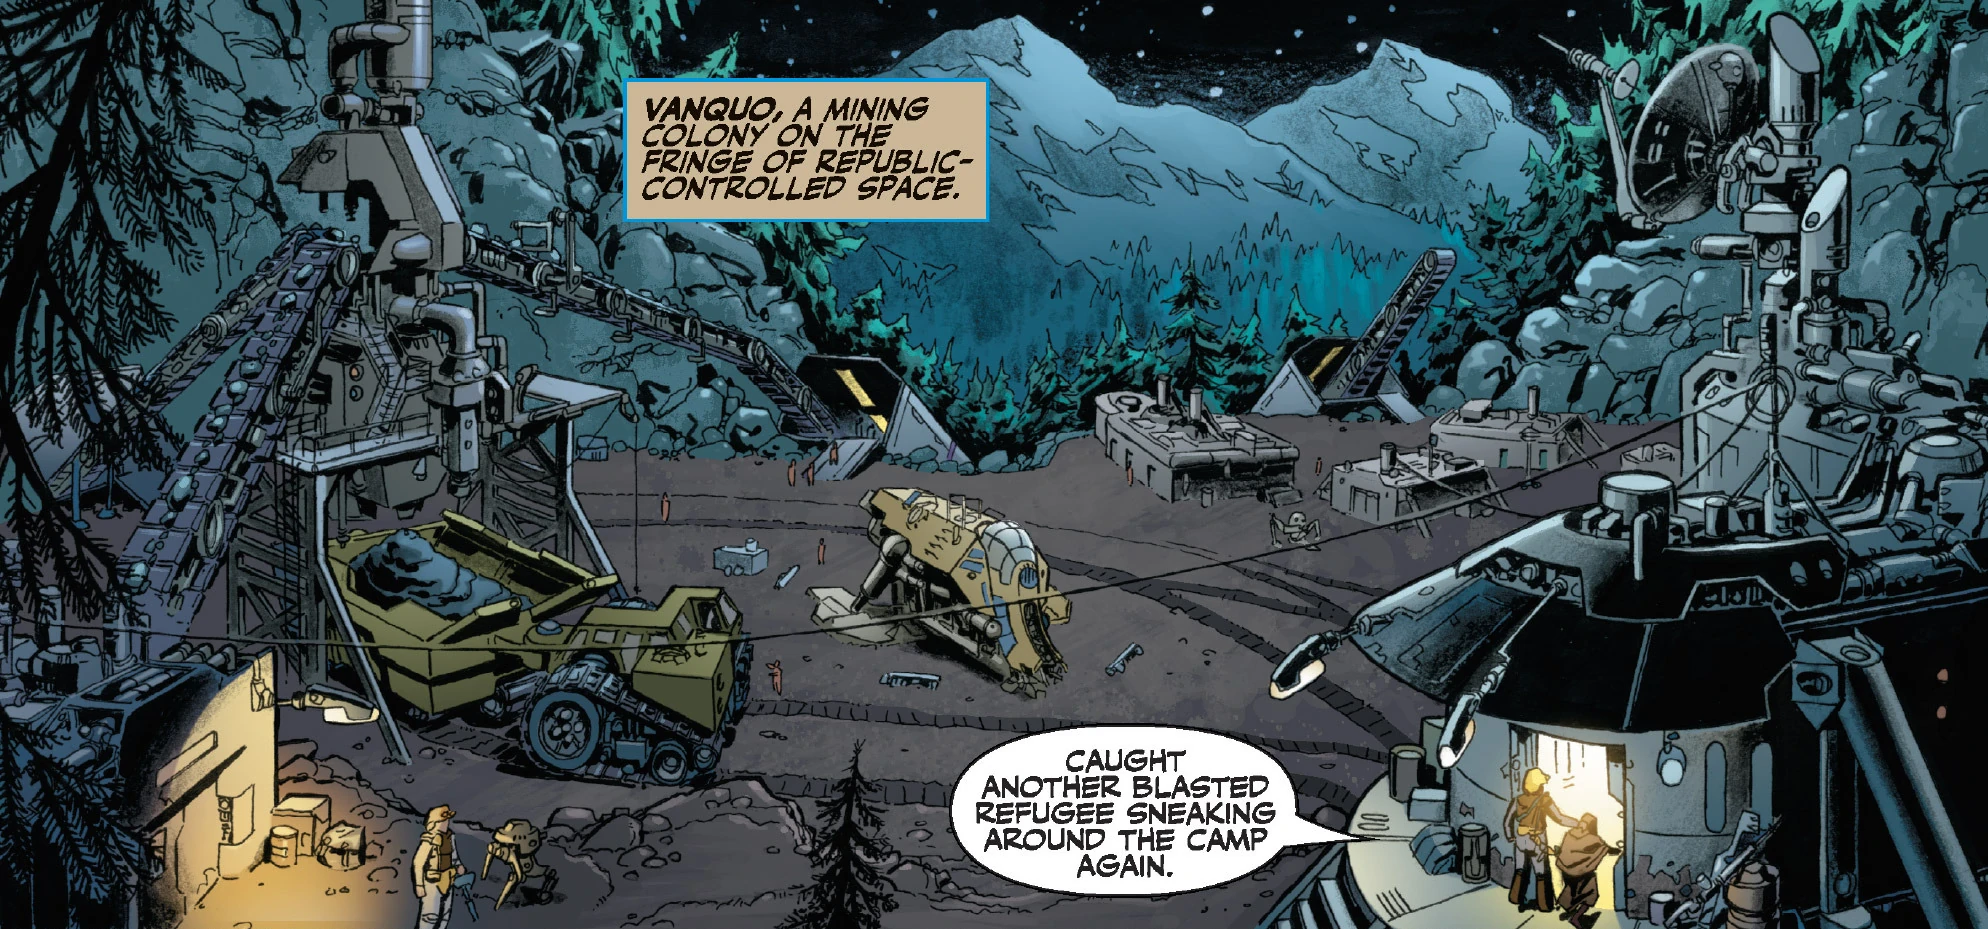 VANQUO, A MINING
COLONY ON THE
FRINGE OF REPUBLIC-
CONTROLLED SPACE.
CAUGHT
ANOTHER BLASTED
REFUGEE SNEAKING
AROUND THE CAMP
AGAIN.